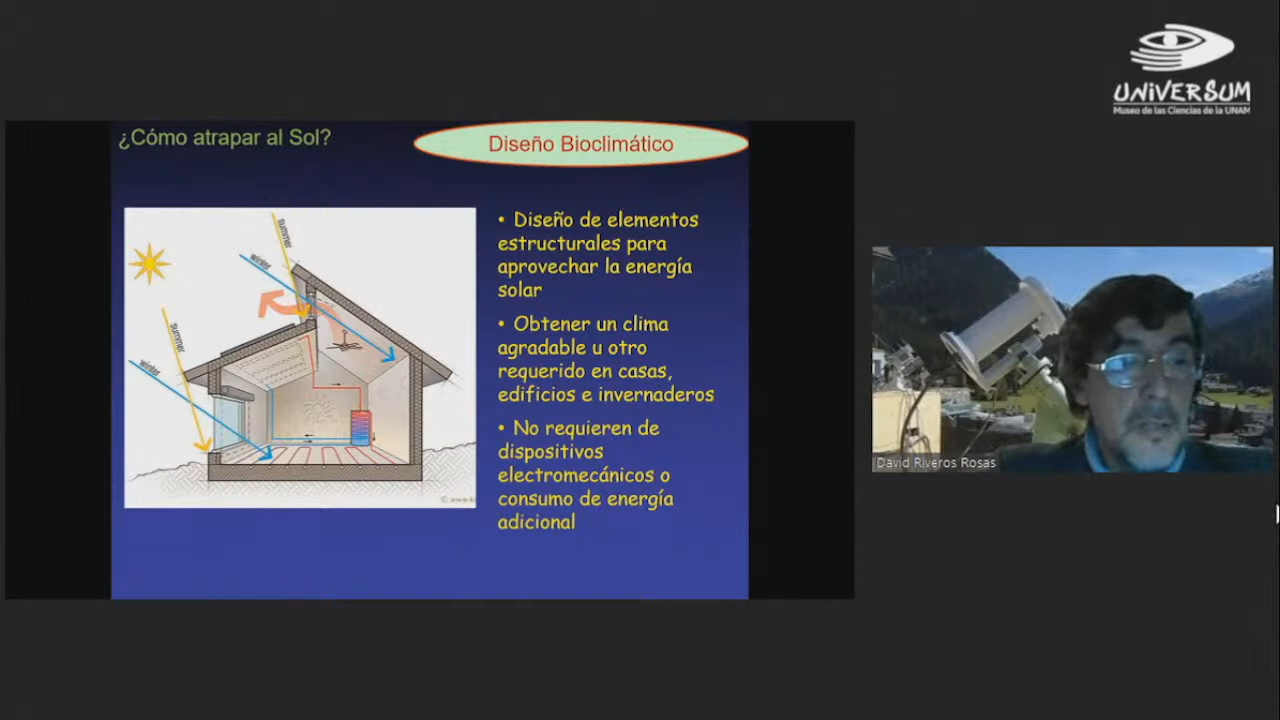 UNIVERSUM
Museo de las Ciencias de la UNAM
¿Cómo atrapar al Sol?
Diseño Bioclimático
summer
winter
summer
winter
• Diseño de elementos
estructurales para
aprovechar la energía
solar
• Obtener un clima
agradable u otro
requerido en casas,
edificios e invernaderos
• No requieren de
dispositivos
electromecánicos o
consumo de energía
adicional
David Riveros Rosas